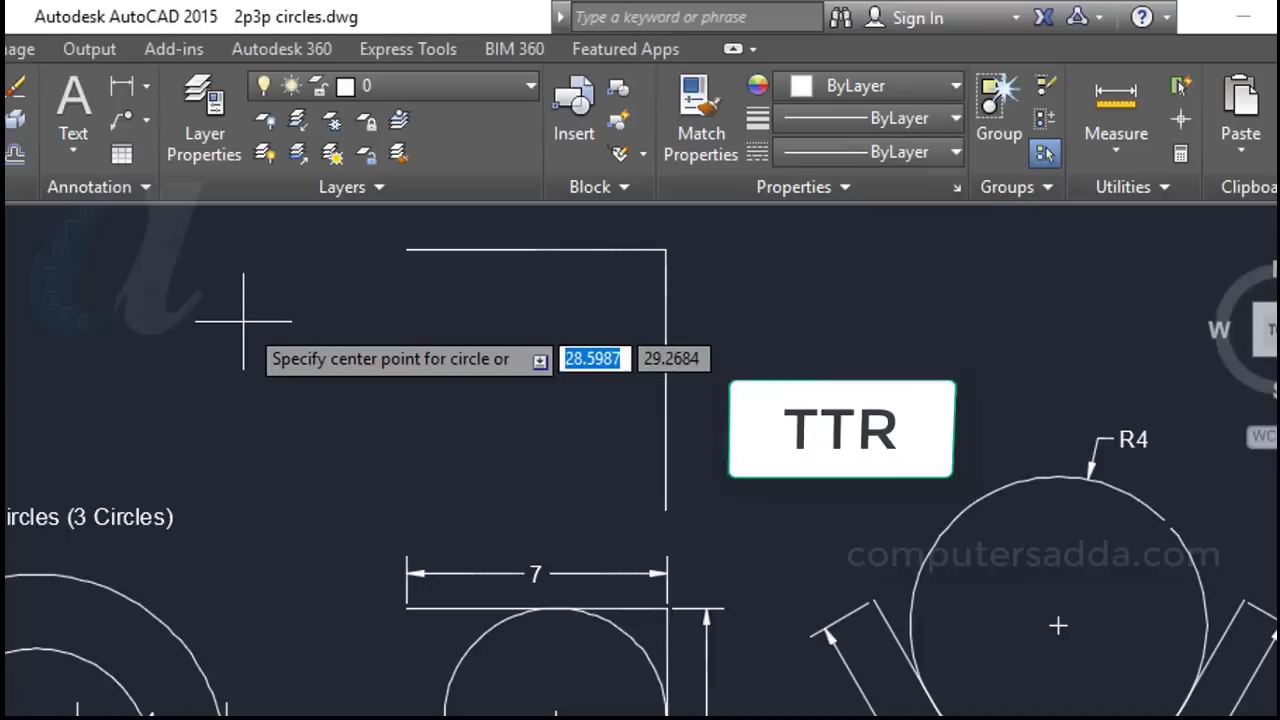 Autodesk AutoCAD 2015 2p3p circles.dwg
Type a keyword or phrase
Sign In
Output Add-ins Autodesk 360 Express Tools BIM 360 Featured Apps
0
ByLayer
ByLayer
ByLayer
Text
Layer
Properties
Insert
Match
Properties
Group
Measure
Paste
Annotation
Layers
Block
Properties
Groups
Utilities
Clipboa
Specify center point for circle or 28.5987 29.2684
W
TTR
R4
WC
ircles (3 Circles)
computersadda.com
7